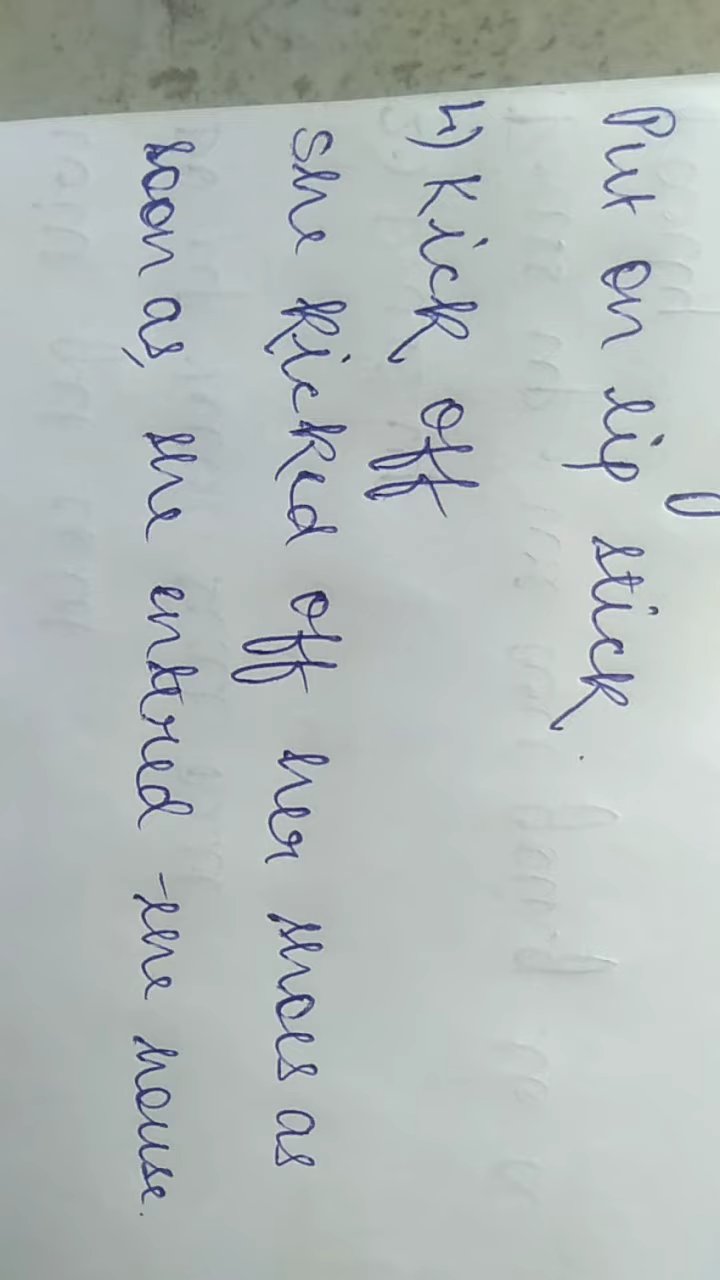 Put on lip stick.
4) Kick off
She kicked off her shoes as
soon as, she entered the house.